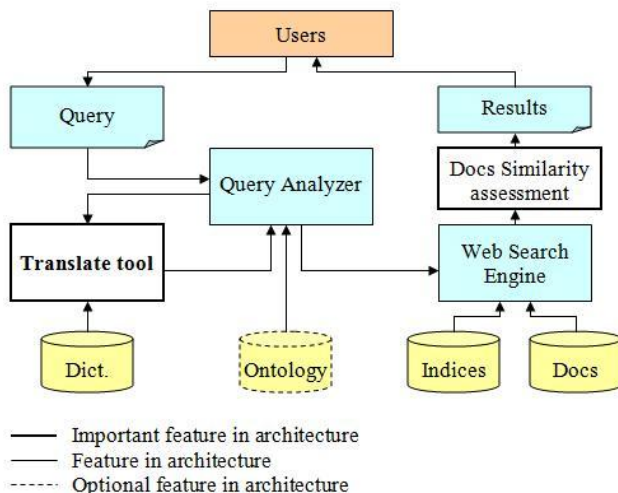 Users
Query
Results
Query Analyzer
Docs Similarity
assessment
Translate tool
Web Search
Engine
Dict.
Ontology
Indices
Docs
Important feature in architecture
Feature in architecture
Optional feature in architecture